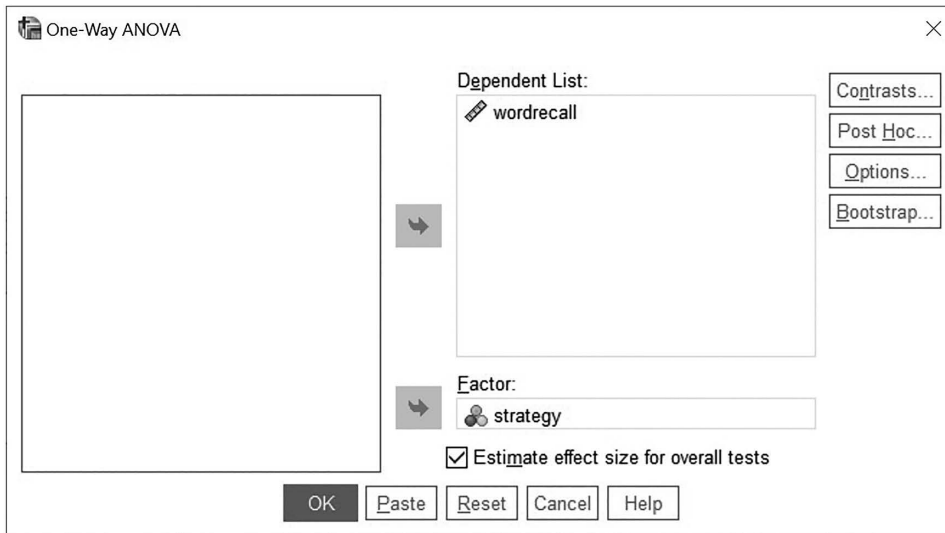 One-Way ANOVA
Dependent List:
wordrecall
Contrasts...
Post Hoc...
Options...
Bootstrap...
Factor:
strategy
Estimate effect size for overall tests
OK Paste Reset Cancel Help